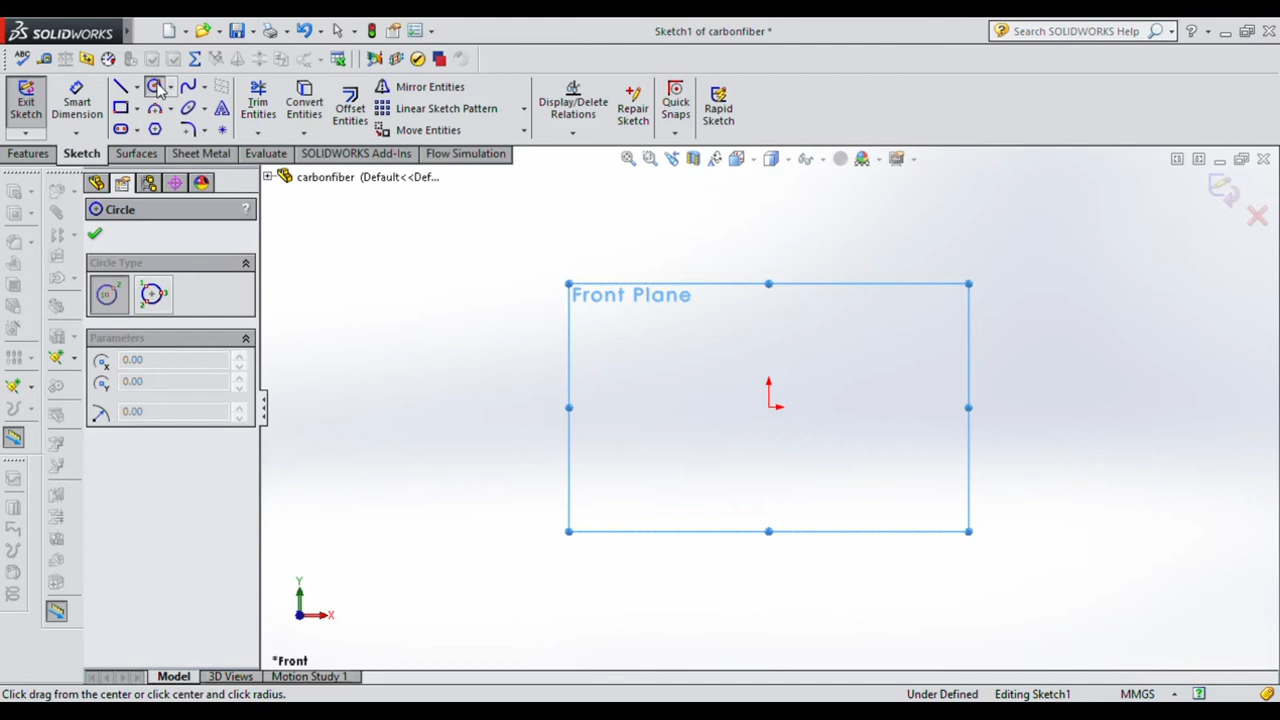 SOLIDWORKS
Sketch1 of carbonfiber *
Search SOLIDWORKS Help
Exit Sketch
Smart Dimension
Trim Entities
Convert Entities
Offset Entities
Mirror Entities
Linear Sketch Pattern
Move Entities
Display/Delete Relations
Repair Sketch
Quick Snaps
Rapid Sketch
Features
Sketch
Surfaces
Sheet Metal
Evaluate
SOLIDWORKS Add-Ins
Flow Simulation
carbonfiber (Default<<Def...
Circle
?
Circle Type
Parameters
0.00
0.00
0.00
Front Plane
Y
X
*Front
Model
3D Views
Motion Study 1
Click drag from the center or click center and click radius.
Under Defined
Editing Sketch1
MMGS